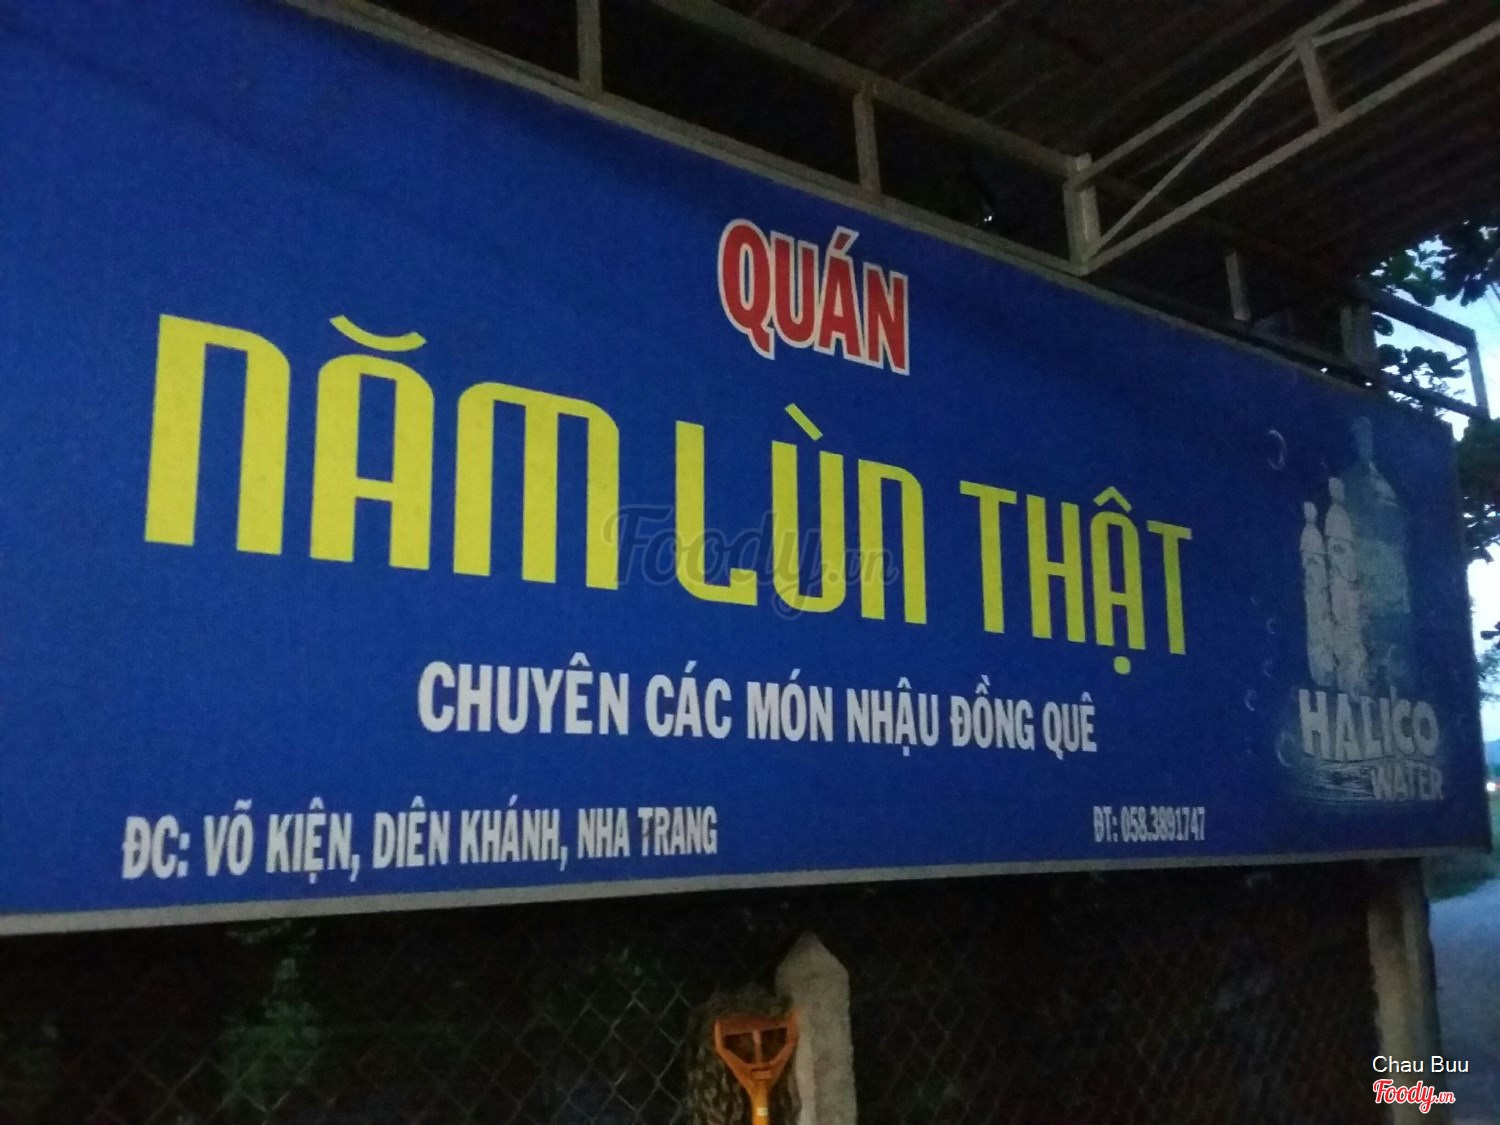 QUÁN
NĂM LÙN THẬT
CHUYÊN CÁC MÓN NHẬU ĐỒNG QUÊ
ĐC: VÕ KIỆN, DIÊN KHÁNH, NHA TRANG
ĐT: 058.3891747
HALICO
WATER
Foody.vn
Chau Buu
Foody.vn